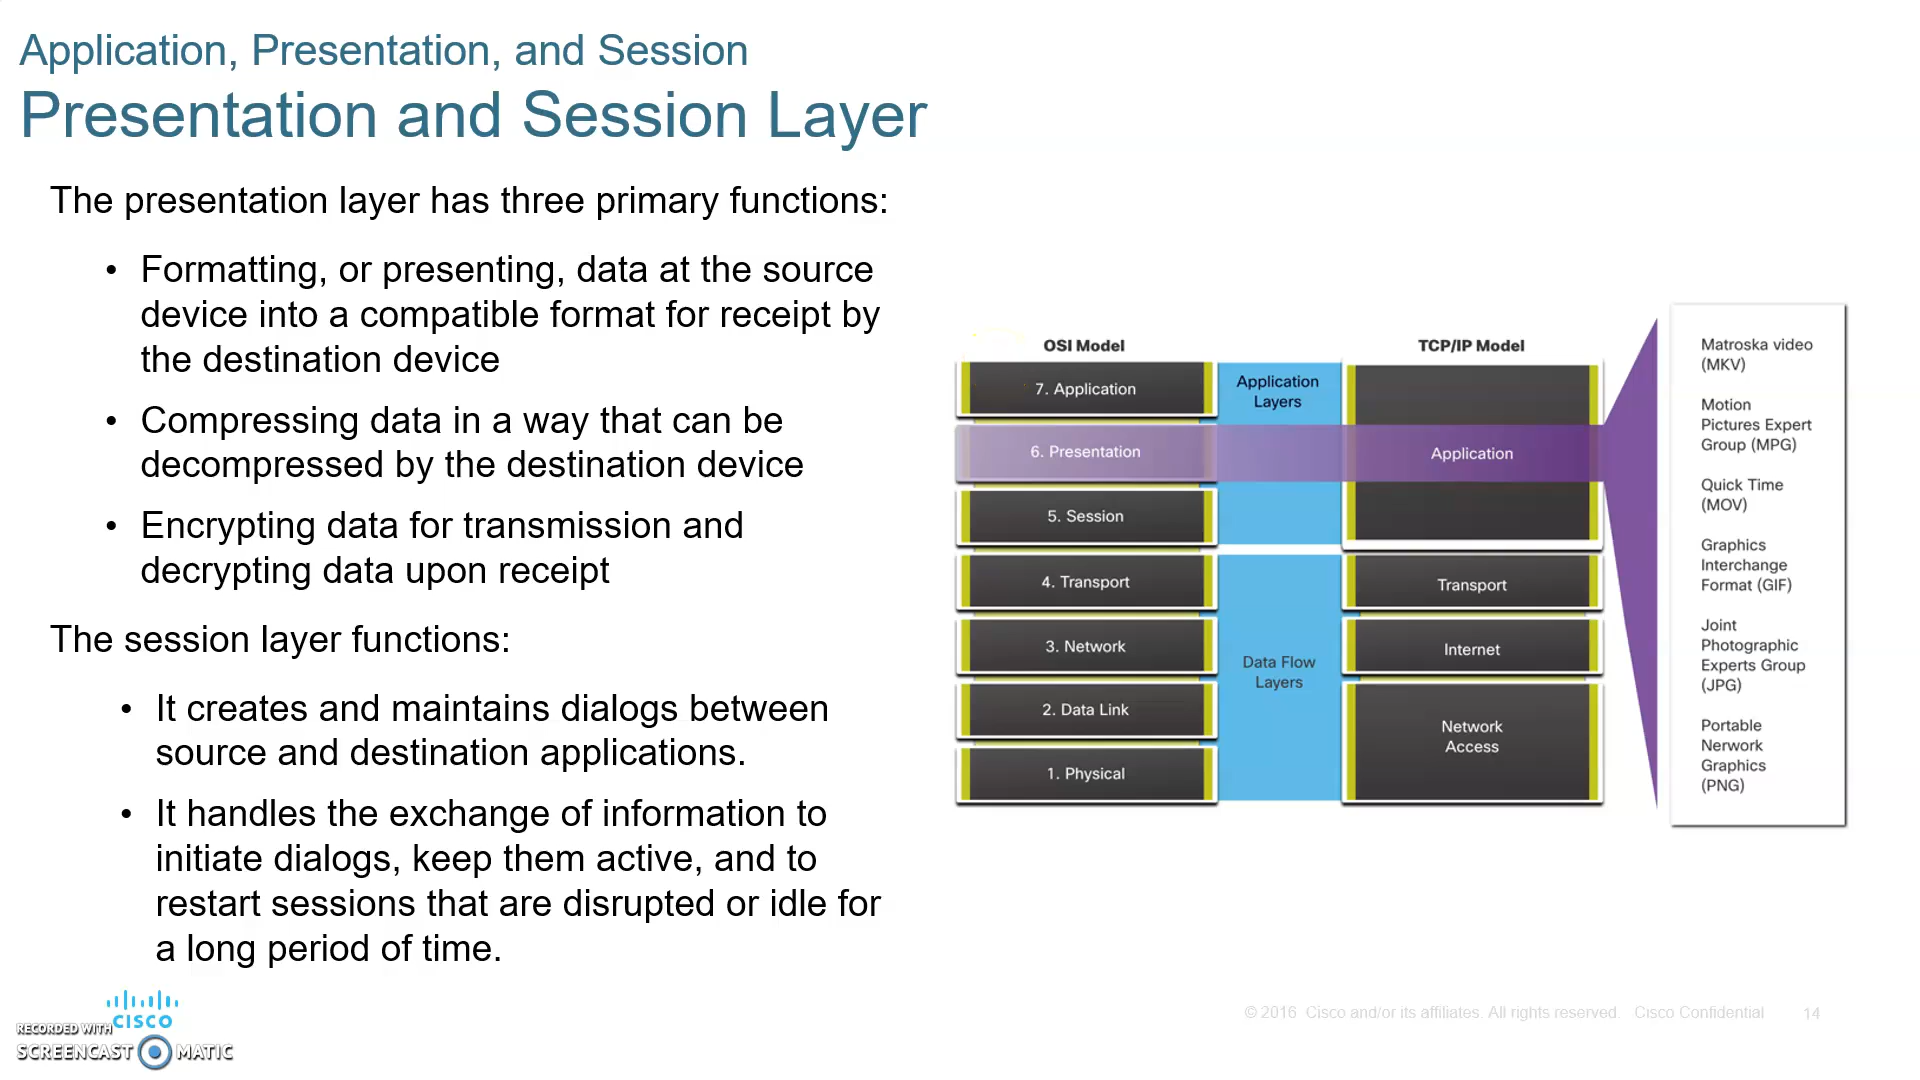 Application, Presentation, and Session
Presentation and Session Layer
The presentation layer has three primary functions:
• Formatting, or presenting, data at the source
device into a compatible format for receipt by
the destination device
• Compressing data in a way that can be
decompressed by the destination device
• Encrypting data for transmission and
decrypting data upon receipt
The session layer functions:
• It creates and maintains dialogs between
source and destination applications.
• It handles the exchange of information to
initiate dialogs, keep them active, and to
restart sessions that are disrupted or idle for
a long period of time.
OSI Model
7. Application
6. Presentation
5. Session
4. Transport
3. Network
2. Data Link
1. Physical
Application
Layers
Data Flow
Layers
TCP/IP Model
Application
Transport
Internet
Network
Access
Matroska video
(MKV)
Motion
Pictures Expert
Group (MPG)
Quick Time
(MOV)
Graphics
Interchange
Format (GIF)
Joint
Photographic
Experts Group
(JPG)
Portable
Nerwork
Graphics
(PNG)
CISCO
RECORDED WITH
SCREENCAST MATIC
© 2016 Cisco and/or its affiliates. All rights reserved. Cisco Confidential
14